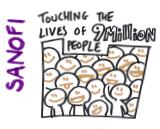 SANOFI
TOUCHING THE
LIVES OF 9 MILLION
PEOPLE